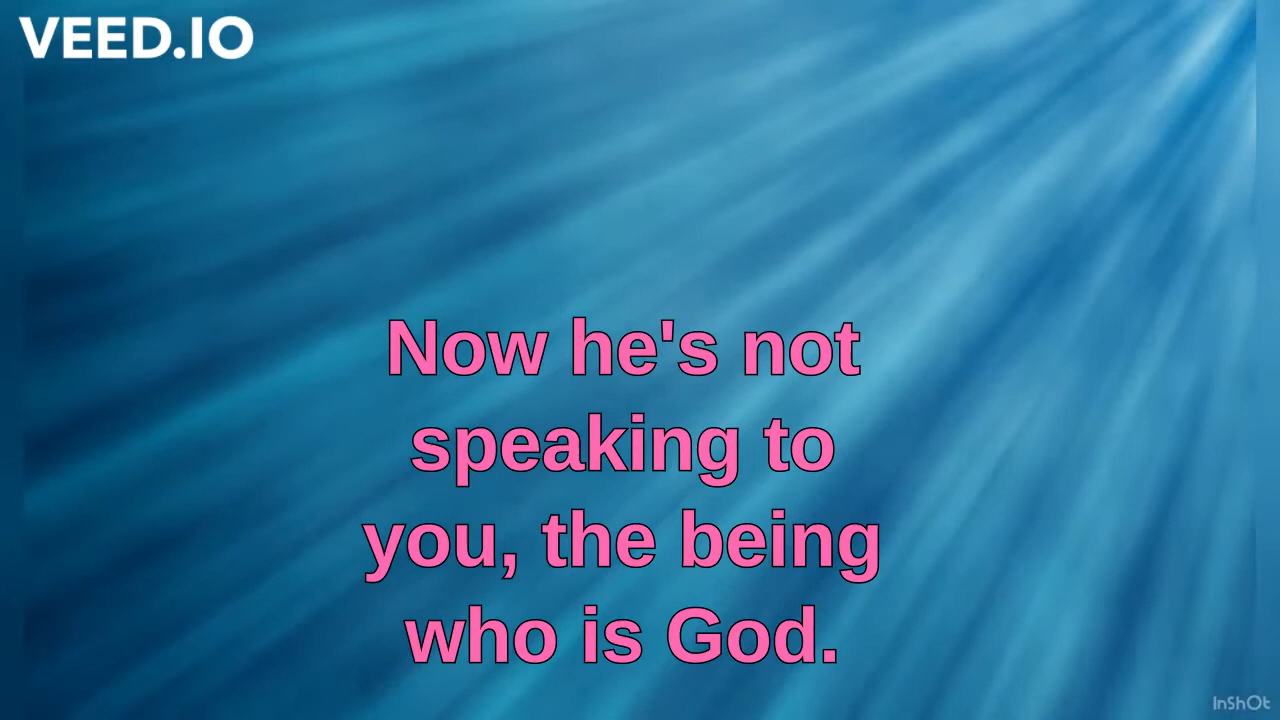 VEED.IO
Now he's not
speaking to
you, the being
who is God.
InShOt